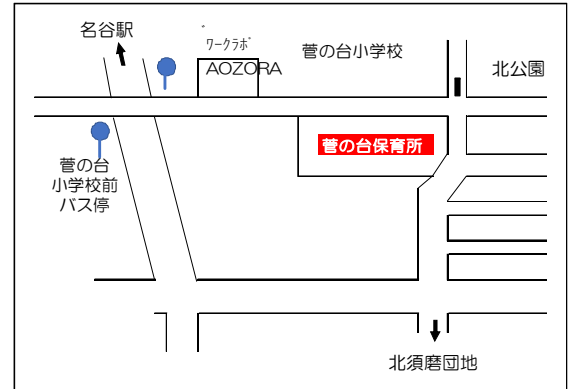 名谷駅
ワークラボ
AOZORA
菅の台小学校
北公園
菅の台保育所
菅の台
小学校前
バス停
北須磨団地